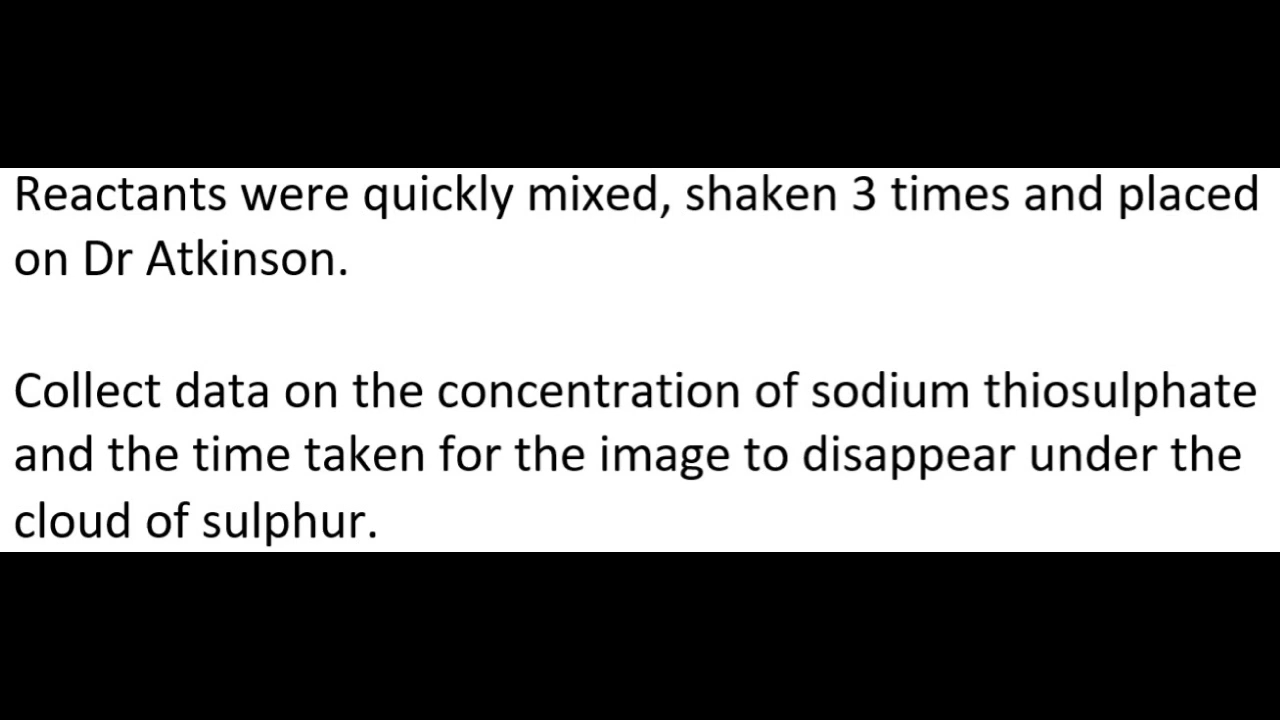 Reactants were quickly mixed, shaken 3 times and placed
on Dr Atkinson.
Collect data on the concentration of sodium thiosulphate
and the time taken for the image to disappear under the
cloud of sulphur.